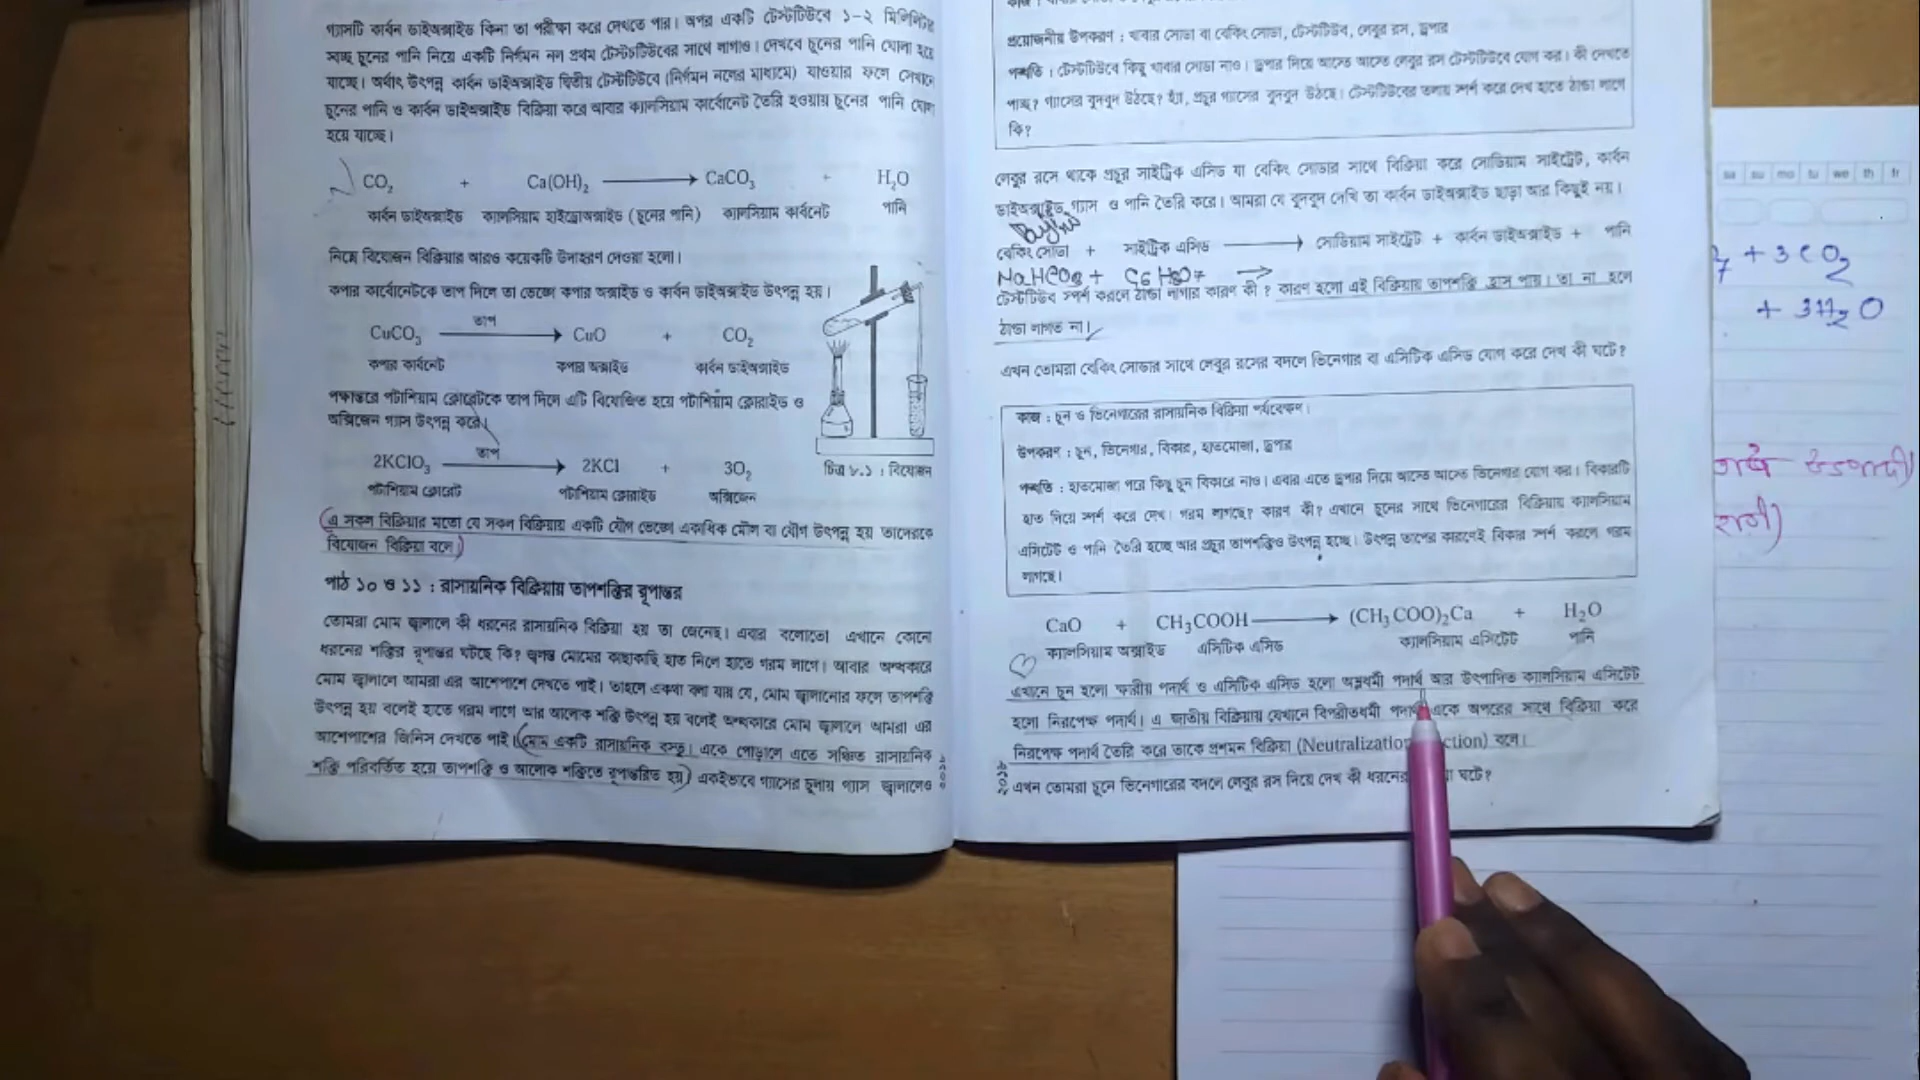 গ্যাসটি কার্বন ডাইঅক্সাইড কিনা তা পরীক্ষা করে দেখতে পার। অপর একটি টেস্টটিউবে ১-২ মিলিলিটার
স্বচ্ছ চুনের পানি নিয়ে একটি নির্গমন নল প্রথম টেস্টটিউবের সাথে লাগাও। দেখবে চুনের পানি ঘোলা হয়ে
যাচ্ছে। অর্থাৎ উৎপন্ন কার্বন ডাইঅক্সাইড দ্বিতীয় টেস্টটিউবে (নির্গমন নলের মাধ্যমে) যাওয়ার ফলে সেখানে
চুনের পানি ও কার্বন ডাইঅক্সাইড বিক্রিয়া করে আবার ক্যালসিয়াম কার্বোনেট তৈরি হওয়ায় চুনের পানি ঘোলা
হয়ে যাচ্ছে।
CO₂ + Ca(OH)₂ ⟶ CaCO₃ + H₂O
কার্বন ডাইঅক্সাইড ক্যালসিয়াম হাইড্রোঅক্সাইড (চুনের পানি) ক্যালসিয়াম কার্বনেট পানি
নিম্নে বিযোজন বিক্রিয়ার আরও কয়েকটি উদাহরণ দেওয়া হলো।
কপার কার্বোনেটকে তাপ দিলে তা ভেঙ্গে কপার অক্সাইড ও কার্বন ডাইঅক্সাইড উৎপন্ন হয়।
তাপ
CuCO₃ ⟶ CuO + CO₂
কপার কার্বনেট কপার অক্সাইড কার্বন ডাইঅক্সাইড
পক্ষান্তরে পটাশিয়াম ক্লোরেটকে তাপ দিলে এটি বিযোজিত হয়ে পটাশিয়াম ক্লোরাইড ও
অক্সিজেন গ্যাস উৎপন্ন করে।
তাপ
2KClO₃ ⟶ 2KCl + 3O₂
পটাশিয়াম ক্লোরেট পটাশিয়াম ক্লোরাইড অক্সিজেন
চিত্র ৮.১ : বিযোজন
এ সকল বিক্রিয়ার মতো যে সকল বিক্রিয়ায় একটি যৌগ ভেঙ্গে একাধিক মৌল বা যৌগ উৎপন্ন হয় তাদেরকে
বিযোজন বিক্রিয়া বলে।
পাঠ ১০ ও ১১ : রাসায়নিক বিক্রিয়ায় তাপশক্তির রূপান্তর
তোমরা মোম জ্বালালে কী ধরনের রাসায়নিক বিক্রিয়া হয় তা জেনেছ। এবার বলোতো এখানে কোনো
ধরনের শক্তির রূপান্তর ঘটছে কি? জ্বলন্ত মোমের কাছাকাছি হাত নিলে হাতে গরম লাগে। আবার অন্ধকারে
মোম জ্বালালে আমরা এর আশেপাশে দেখতে পাই। তাহলে একথা বলা যায় যে, মোম জ্বালানোর ফলে তাপশক্তি
উৎপন্ন হয় বলেই হাতে গরম লাগে আর আলোক শক্তি উৎপন্ন হয় বলেই অন্ধকারে মোম জ্বালালে আমরা এর
আশেপাশের জিনিস দেখতে পাই। (মোম একটি রাসায়নিক বস্তু। একে পোড়ালে এতে সঞ্চিত রাসায়নিক
শক্তি পরিবর্তিত হয়ে তাপশক্তি ও আলোক শক্তিতে রূপান্তরিত হয়) একইভাবে গ্যাসের চুলায় গ্যাস জ্বালালেও
প্রয়োজনীয় উপকরণ : খাবার সোডা বা বেকিং সোডা, টেস্টটিউব, লেবুর রস, ড্রপার
পদ্ধতি : টেস্টটিউবে কিছু খাবার সোডা নাও। ড্রপার দিয়ে আস্তে আস্তে লেবুর রস টেস্টটিউবে যোগ কর। কী দেখতে
পাচ্ছ? গ্যাসের বুদবুদ উঠছে? হ্যাঁ, প্রচুর গ্যাসের বুদবুদ উঠছে। টেস্টটিউবের তলায় স্পর্শ করে দেখ হাতে ঠান্ডা লাগে
কি?
লেবুর রসে থাকে প্রচুর সাইট্রিক এসিড যা বেকিং সোডার সাথে বিক্রিয়া করে সোডিয়াম সাইট্রেট, কার্বন
ডাইঅক্সাইড গ্যাস ও পানি তৈরি করে। আমরা যে বুদবুদ দেখি তা কার্বন ডাইঅক্সাইড ছাড়া আর কিছুই নয়।
বেকিং সোডা + সাইট্রিক এসিড ⟶ সোডিয়াম সাইট্রেট + কার্বন ডাইঅক্সাইড + পানি
NaHCO₃ + C6H8O7 →
টেস্টটিউব স্পর্শ করলে ঠান্ডা লাগার কারণ কী? কারণ হলো এই বিক্রিয়ায় তাপশক্তি হ্রাস পায়। তা না হলে
ঠান্ডা লাগত না।
এখন তোমরা বেকিং সোডার সাথে লেবুর রসের বদলে ভিনেগার বা এসিটিক এসিড যোগ করে দেখ কী ঘটে?
কাজ : চুন ও ভিনেগারের রাসায়নিক বিক্রিয়া পর্যবেক্ষণ।
উপকরণ : চুন, ভিনেগার, বিকার, হাতমোজা, ড্রপার
পদ্ধতি : হাতমোজা পরে কিছু চুন বিকারে নাও। এবার এতে ড্রপার দিয়ে আস্তে আস্তে ভিনেগার যোগ কর। বিকারটি
হাত দিয়ে স্পর্শ করে দেখ। গরম লাগছে? কারণ কী? এখানে চুনের সাথে ভিনেগারের বিক্রিয়ায় ক্যালসিয়াম
এসিটেট ও পানি তৈরি হচ্ছে আর প্রচুর তাপশক্তিও উৎপন্ন হচ্ছে। উৎপন্ন তাপের কারণেই বিকার স্পর্শ করলে গরম
লাগছে।
CaO + CH₃COOH ⟶ (CH₃COO)₂Ca + H₂O
ক্যালসিয়াম অক্সাইড এসিটিক এসিড ক্যালসিয়াম এসিটেট পানি
এখানে চুন হলো ক্ষারীয় পদার্থ ও এসিটিক এসিড হলো অম্লধর্মী পদার্থ আর উৎপাদিত ক্যালসিয়াম এসিটেট
হলো নিরপেক্ষ পদার্থ। এ জাতীয় বিক্রিয়ায় যেখানে বিপরীতধর্মী পদার্থ একে অপরের সাথে বিক্রিয়া করে
নিরপেক্ষ পদার্থ তৈরি করে তাকে প্রশমন বিক্রিয়া (Neutralization ction) বলে।
এখন তোমরা চুনে ভিনেগারের বদলে লেবুর রস দিয়ে দেখ কী ধরনের ঘটে?
sa su mo tu we th fr
7 + 3CO₂
+ 3H₂O